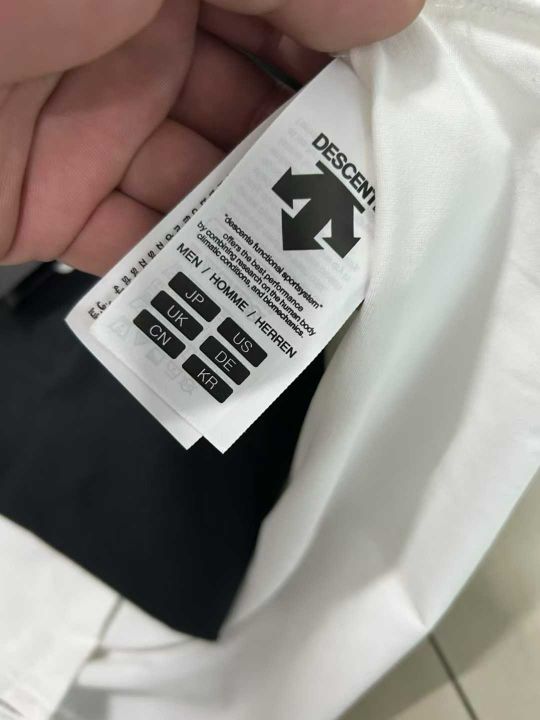 DESCENT
"descente functional sportsystem"
offers the best performance
by combining research on the human body
climatic conditions, and biomechanics.
MEN / HOMME / HERREN
JP US
UK DE
CN KR